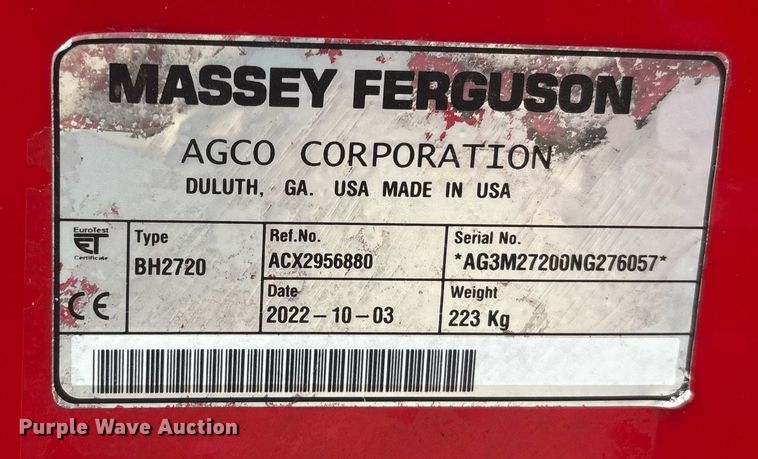 MASSEY FERGUSON
AGCO CORPORATION
DULUTH, GA. USA MADE IN USA
EuroTest
ET
Certificate
CE
Type
BH2720
Ref.No.
ACX2956880
Serial No.
*AG3M27200NG276057*
Date
2022-10-03
Weight
223 Kg
Purple Wave Auction